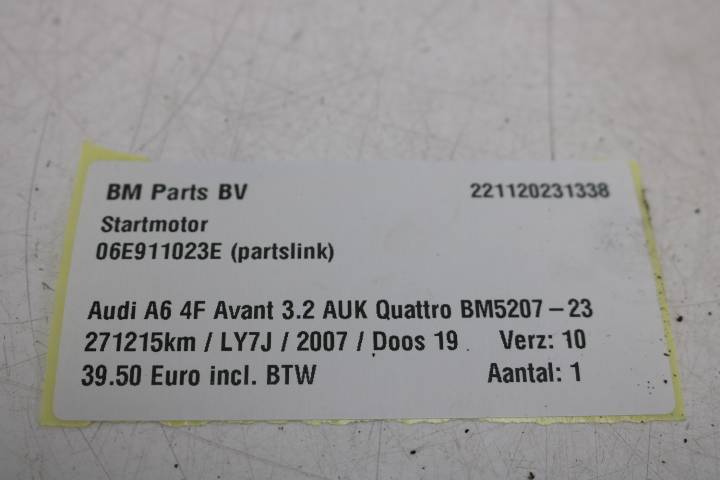 BM Parts BV 221120231338
Startmotor
06E911023E (partslink)
Audi A6 4F Avant 3.2 AUK Quattro BM5207-23
271215km / LY7J / 2007 / Doos 19 Verz: 10
39.50 Euro incl. BTW Aantal: 1